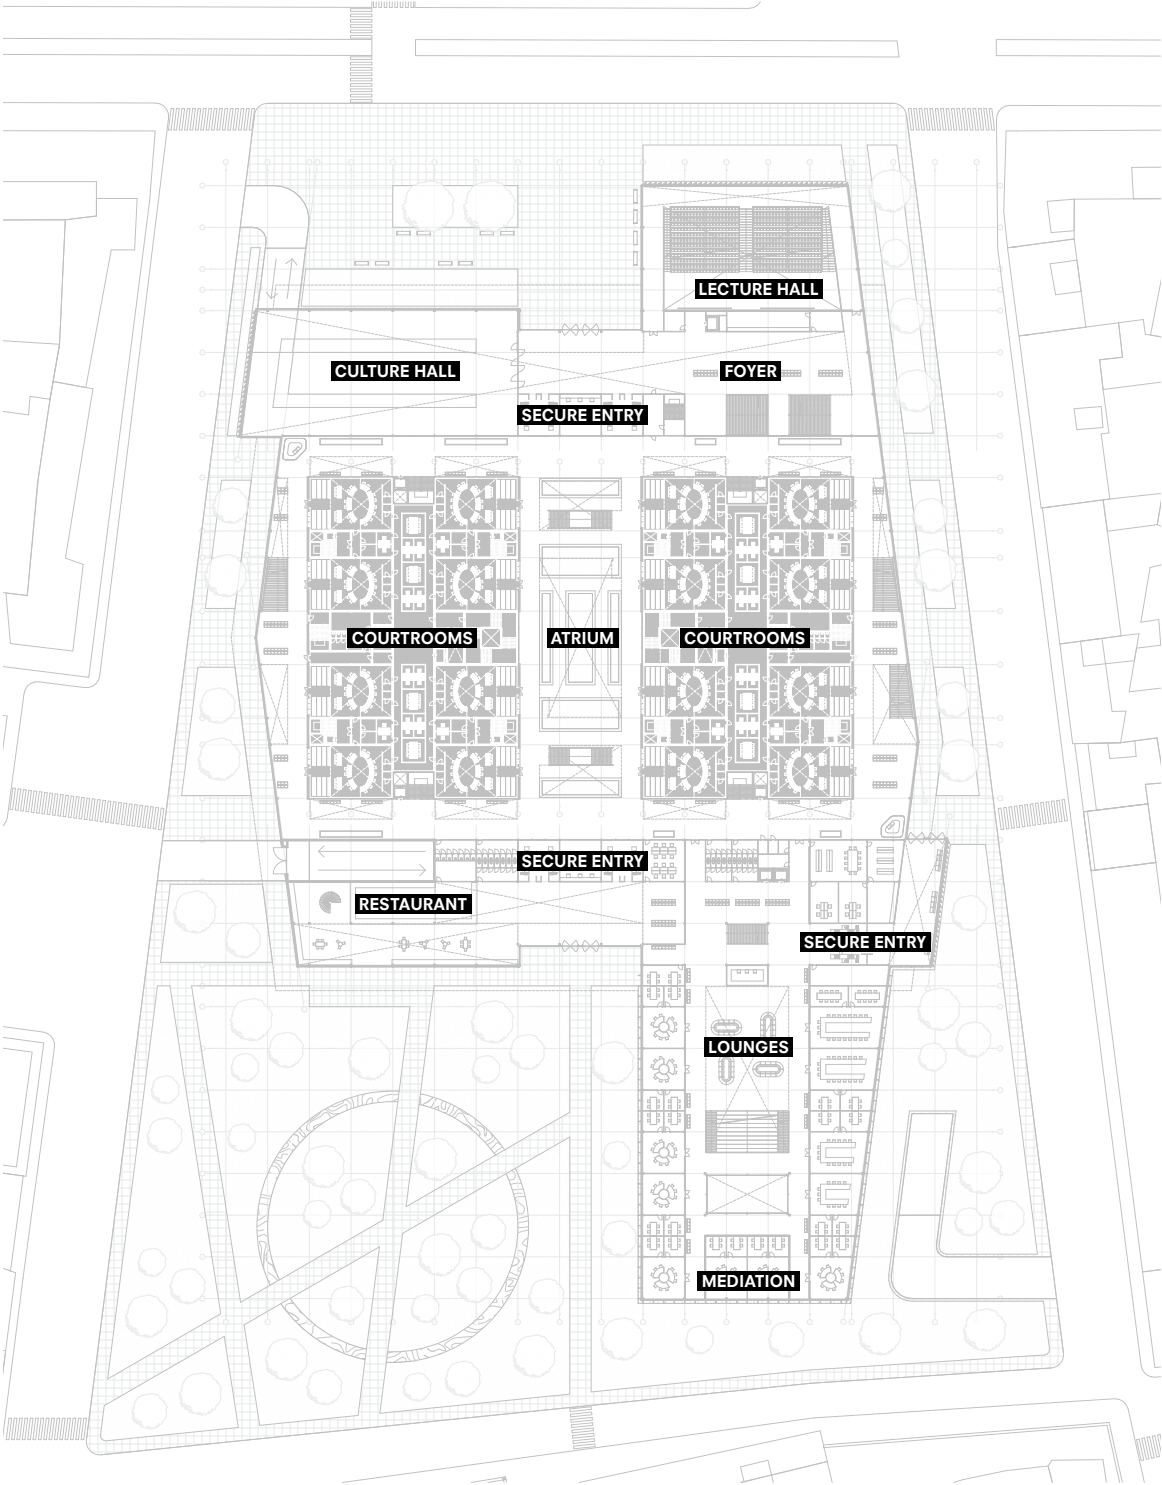 LECTURE HALL
CULTURE HALL
FOYER
SECURE ENTRY
COURTROOMS
ATRIUM
COURTROOMS
SECURE ENTRY
RESTAURANT
SECURE ENTRY
LOUNGES
MEDIATION